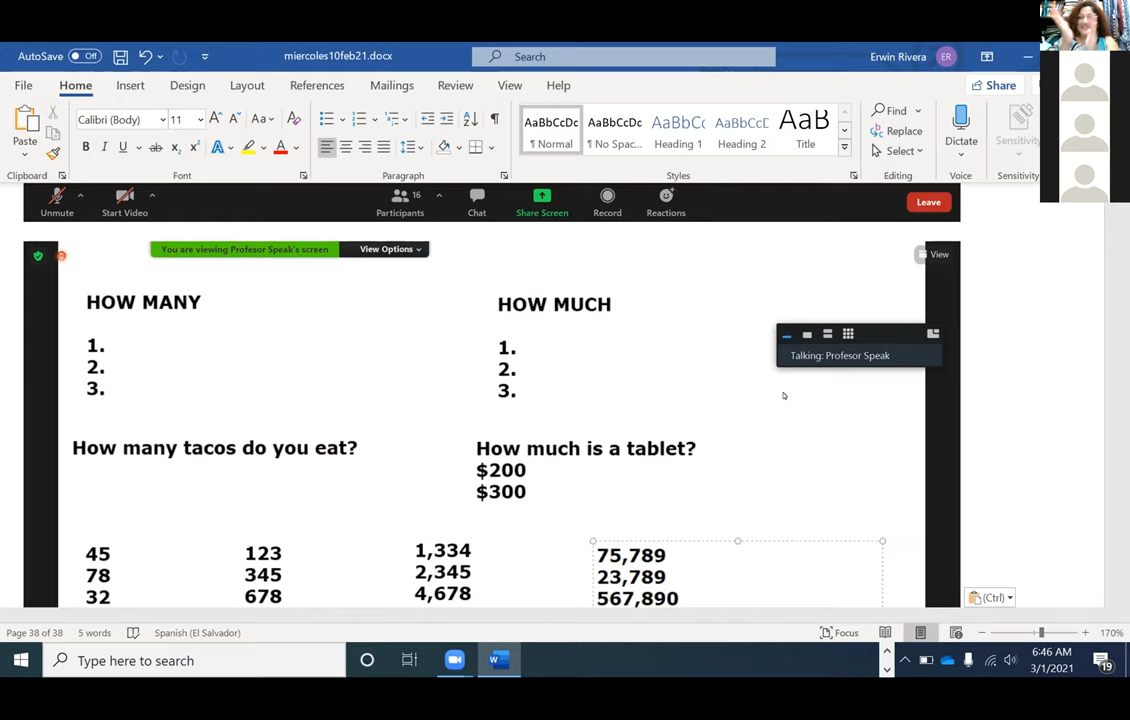 AutoSave Off miercoles10feb21.docx Search Erwin Rivera ER
File Home Insert Design Layout References Mailings Review View Help Share
Paste Calibri (Body) 11 AaBbCcDc AaBbCcDc AaBbCc AaBbCcD AaB Find Replace Select Dictate Sensitivity
¶ Normal ¶ No Spac... Heading 1 Heading 2 Title
Clipboard Font Paragraph Styles Editing Voice Sensitivity
Unmute Start Video 16 Participants Chat Share Screen Record Reactions Leave
You are viewing Profesor Speak's screen View Options View
HOW MANY
1.
2.
3.
HOW MUCH
1.
2.
3.
Talking: Profesor Speak
How many tacos do you eat?
How much is a tablet?
$200
$300
45
78
32
123
345
678
1,334
2,345
4,678
75,789
23,789
567,890
(Ctrl)
Page 38 of 38 5 words Spanish (El Salvador) Focus 170%
Type here to search 6:46 AM
3/1/2021 19